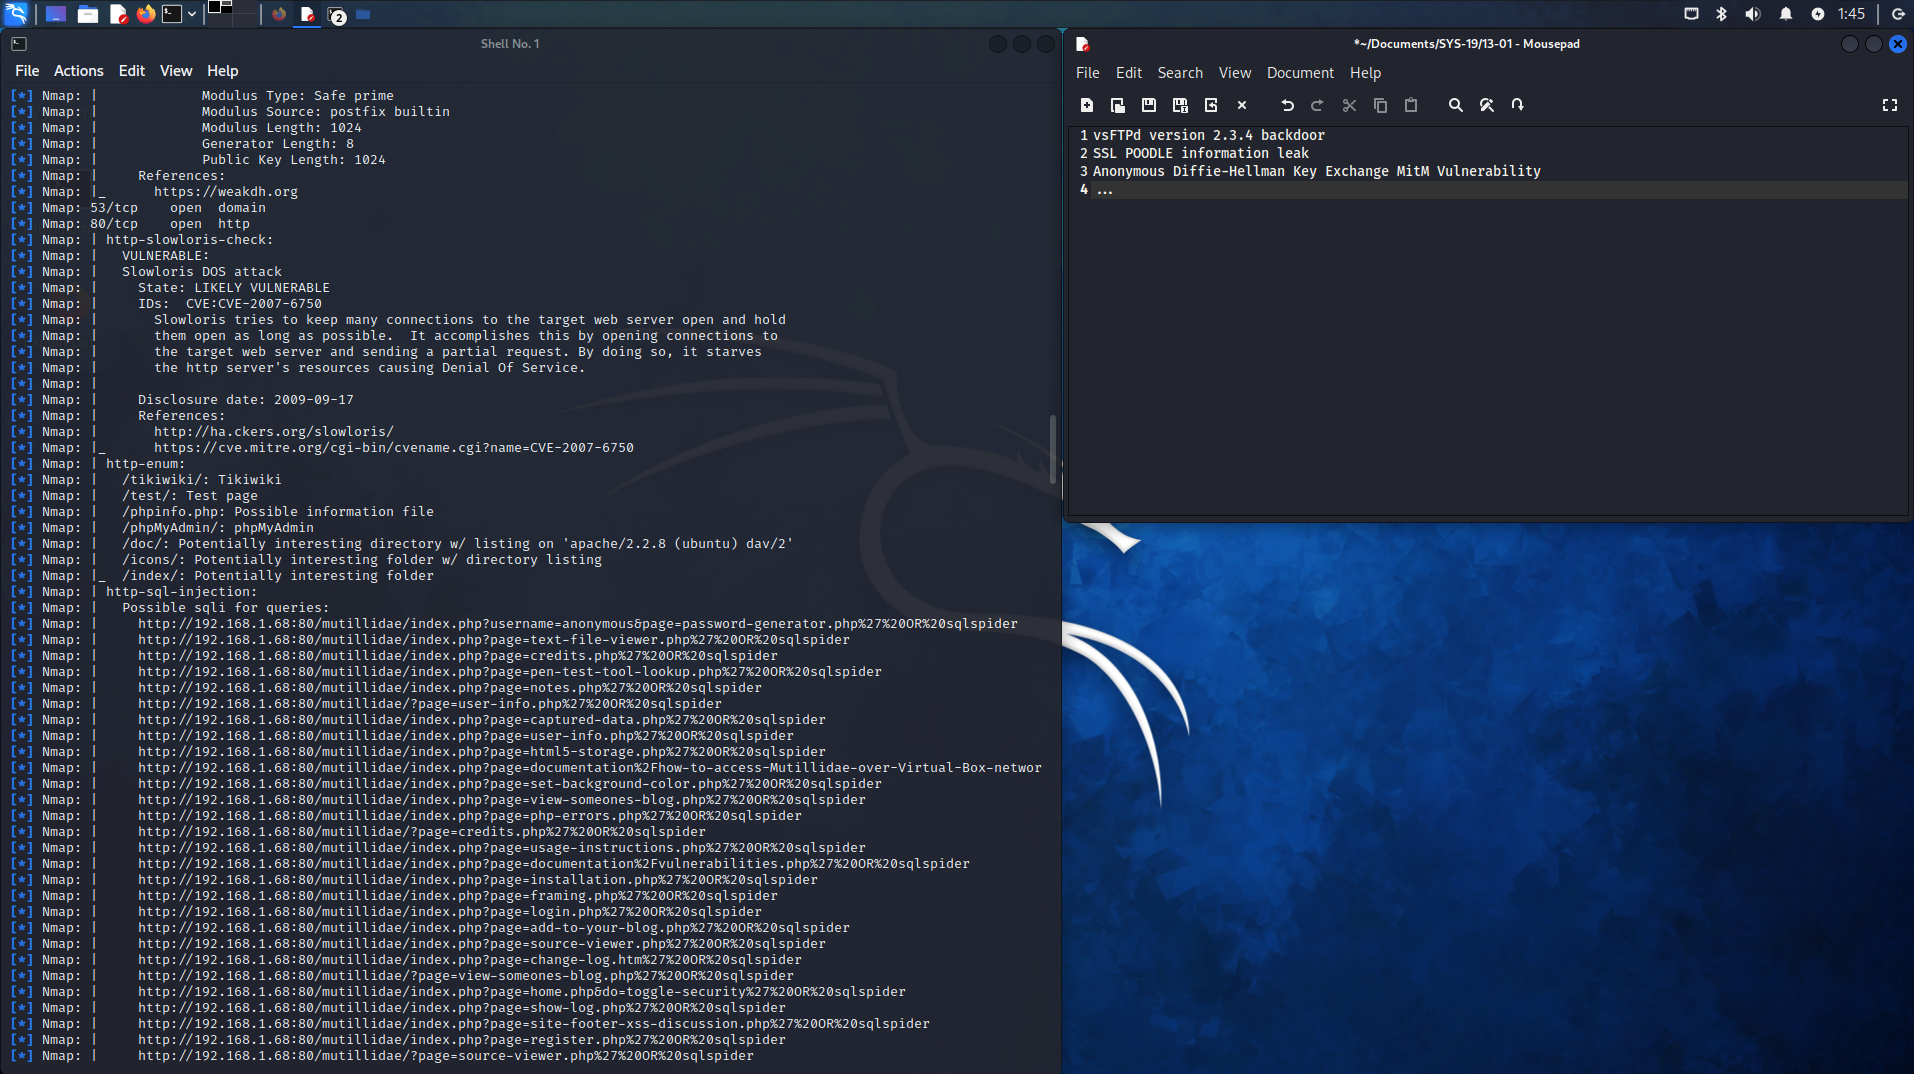 2
1:45
Shell No. 1
File Actions Edit View Help
[*] Nmap: |             Modulus Type: Safe prime
[*] Nmap: |             Modulus Source: postfix builtin
[*] Nmap: |             Modulus Length: 1024
[*] Nmap: |             Generator Length: 8
[*] Nmap: |             Public Key Length: 1024
[*] Nmap: |     References:
[*] Nmap: |_      https://weakdh.org
[*] Nmap: 53/tcp    open  domain
[*] Nmap: 80/tcp    open  http
[*] Nmap: | http-slowloris-check:
[*] Nmap: |   VULNERABLE:
[*] Nmap: |   Slowloris DOS attack
[*] Nmap: |     State: LIKELY VULNERABLE
[*] Nmap: |     IDs:  CVE:CVE-2007-6750
[*] Nmap: |       Slowloris tries to keep many connections to the target web server open and hold
[*] Nmap: |       them open as long as possible.  It accomplishes this by opening connections to
[*] Nmap: |       the target web server and sending a partial request. By doing so, it starves
[*] Nmap: |       the http server's resources causing Denial Of Service.
[*] Nmap: |
[*] Nmap: |     Disclosure date: 2009-09-17
[*] Nmap: |     References:
[*] Nmap: |       http://ha.ckers.org/slowloris/
[*] Nmap: |_      https://cve.mitre.org/cgi-bin/cvename.cgi?name=CVE-2007-6750
[*] Nmap: | http-enum:
[*] Nmap: |   /tikiwiki/: Tikiwiki
[*] Nmap: |   /test/: Test page
[*] Nmap: |   /phpinfo.php: Possible information file
[*] Nmap: |   /phpMyAdmin/: phpMyAdmin
[*] Nmap: |   /doc/: Potentially interesting directory w/ listing on 'apache/2.2.8 (ubuntu) dav/2'
[*] Nmap: |   /icons/: Potentially interesting folder w/ directory listing
[*] Nmap: |_  /index/: Potentially interesting folder
[*] Nmap: | http-sql-injection:
[*] Nmap: |   Possible sqli for queries:
[*] Nmap: |     http://192.168.1.68:80/mutillidae/index.php?username=anonymous&page=password-generator.php%27%20OR%20sqlspider
[*] Nmap: |     http://192.168.1.68:80/mutillidae/index.php?page=text-file-viewer.php%27%20OR%20sqlspider
[*] Nmap: |     http://192.168.1.68:80/mutillidae/index.php?page=credits.php%27%20OR%20sqlspider
[*] Nmap: |     http://192.168.1.68:80/mutillidae/index.php?page=pen-test-tool-lookup.php%27%20OR%20sqlspider
[*] Nmap: |     http://192.168.1.68:80/mutillidae/index.php?page=notes.php%27%20OR%20sqlspider
[*] Nmap: |     http://192.168.1.68:80/mutillidae/?page=user-info.php%27%20OR%20sqlspider
[*] Nmap: |     http://192.168.1.68:80/mutillidae/index.php?page=captured-data.php%27%20OR%20sqlspider
[*] Nmap: |     http://192.168.1.68:80/mutillidae/index.php?page=user-info.php%27%20OR%20sqlspider
[*] Nmap: |     http://192.168.1.68:80/mutillidae/index.php?page=html5-storage.php%27%20OR%20sqlspider
[*] Nmap: |     http://192.168.1.68:80/mutillidae/index.php?page=documentation%2Fhow-to-access-Mutillidae-over-Virtual-Box-networ
[*] Nmap: |     http://192.168.1.68:80/mutillidae/index.php?page=set-background-color.php%27%20OR%20sqlspider
[*] Nmap: |     http://192.168.1.68:80/mutillidae/index.php?page=view-someones-blog.php%27%20OR%20sqlspider
[*] Nmap: |     http://192.168.1.68:80/mutillidae/index.php?page=php-errors.php%27%20OR%20sqlspider
[*] Nmap: |     http://192.168.1.68:80/mutillidae/?page=credits.php%27%20OR%20sqlspider
[*] Nmap: |     http://192.168.1.68:80/mutillidae/index.php?page=usage-instructions.php%27%20OR%20sqlspider
[*] Nmap: |     http://192.168.1.68:80/mutillidae/index.php?page=documentation%2Fvulnerabilities.php%27%20OR%20sqlspider
[*] Nmap: |     http://192.168.1.68:80/mutillidae/index.php?page=installation.php%27%20OR%20sqlspider
[*] Nmap: |     http://192.168.1.68:80/mutillidae/index.php?page=framing.php%27%20OR%20sqlspider
[*] Nmap: |     http://192.168.1.68:80/mutillidae/index.php?page=login.php%27%20OR%20sqlspider
[*] Nmap: |     http://192.168.1.68:80/mutillidae/index.php?page=add-to-your-blog.php%27%20OR%20sqlspider
[*] Nmap: |     http://192.168.1.68:80/mutillidae/index.php?page=source-viewer.php%27%20OR%20sqlspider
[*] Nmap: |     http://192.168.1.68:80/mutillidae/index.php?page=change-log.htm%27%20OR%20sqlspider
[*] Nmap: |     http://192.168.1.68:80/mutillidae/?page=view-someones-blog.php%27%20OR%20sqlspider
[*] Nmap: |     http://192.168.1.68:80/mutillidae/index.php?page=home.php&do=toggle-security%27%20OR%20sqlspider
[*] Nmap: |     http://192.168.1.68:80/mutillidae/index.php?page=show-log.php%27%20OR%20sqlspider
[*] Nmap: |     http://192.168.1.68:80/mutillidae/index.php?page=site-footer-xss-discussion.php%27%20OR%20sqlspider
[*] Nmap: |     http://192.168.1.68:80/mutillidae/index.php?page=register.php%27%20OR%20sqlspider
[*] Nmap: |     http://192.168.1.68:80/mutillidae/?page=source-viewer.php%27%20OR%20sqlspider
*~/Documents/SYS-19/13-01 - Mousepad
File Edit Search View Document Help
1 vsFTPd version 2.3.4 backdoor
2 SSL POODLE information leak
3 Anonymous Diffie-Hellman Key Exchange MitM Vulnerability
4 ...